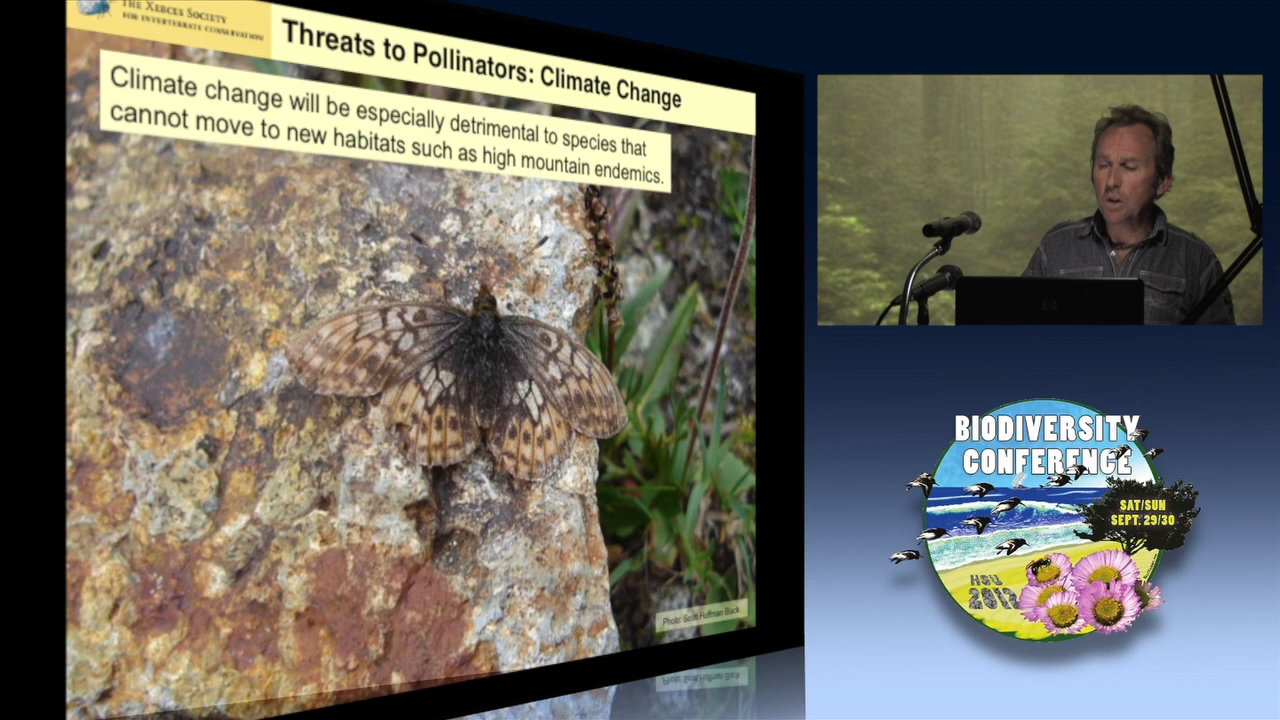 THE XERCES SOCIETY
FOR INVERTEBRATE CONSERVATION
Threats to Pollinators: Climate Change
Climate change will be especially detrimental to species that
cannot move to new habitats such as high mountain endemics.
Photo: Scott Hoffman Black
hp
BIODIVERSITY
CONFERENCE
SAT/SUN
SEPT. 29/30
HSU
2012